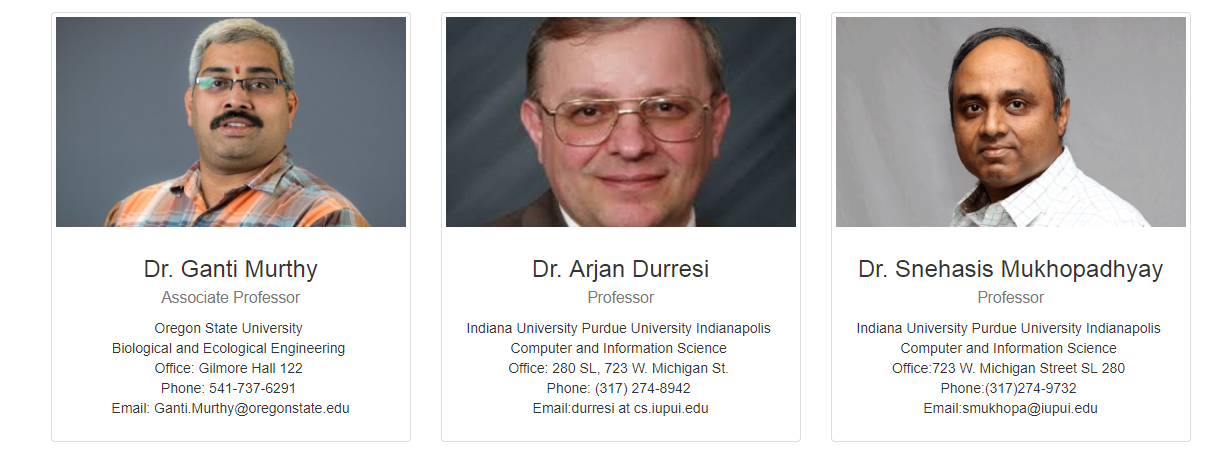 Dr. Ganti Murthy
Associate Professor
Oregon State University
Biological and Ecological Engineering
Office: Gilmore Hall 122
Phone: 541-737-6291
Email: Ganti.Murthy@oregonstate.edu
Dr. Arjan Durresi
Professor
Indiana University Purdue University Indianapolis
Computer and Information Science
Office: 280 SL, 723 W. Michigan St.
Phone: (317) 274-8942
Email:durresi at cs.iupui.edu
Dr. Snehasis Mukhopadhyay
Professor
Indiana University Purdue University Indianapolis
Computer and Information Science
Office:723 W. Michigan Street SL 280
Phone:(317)274-9732
Email:smukhopa@iupui.edu